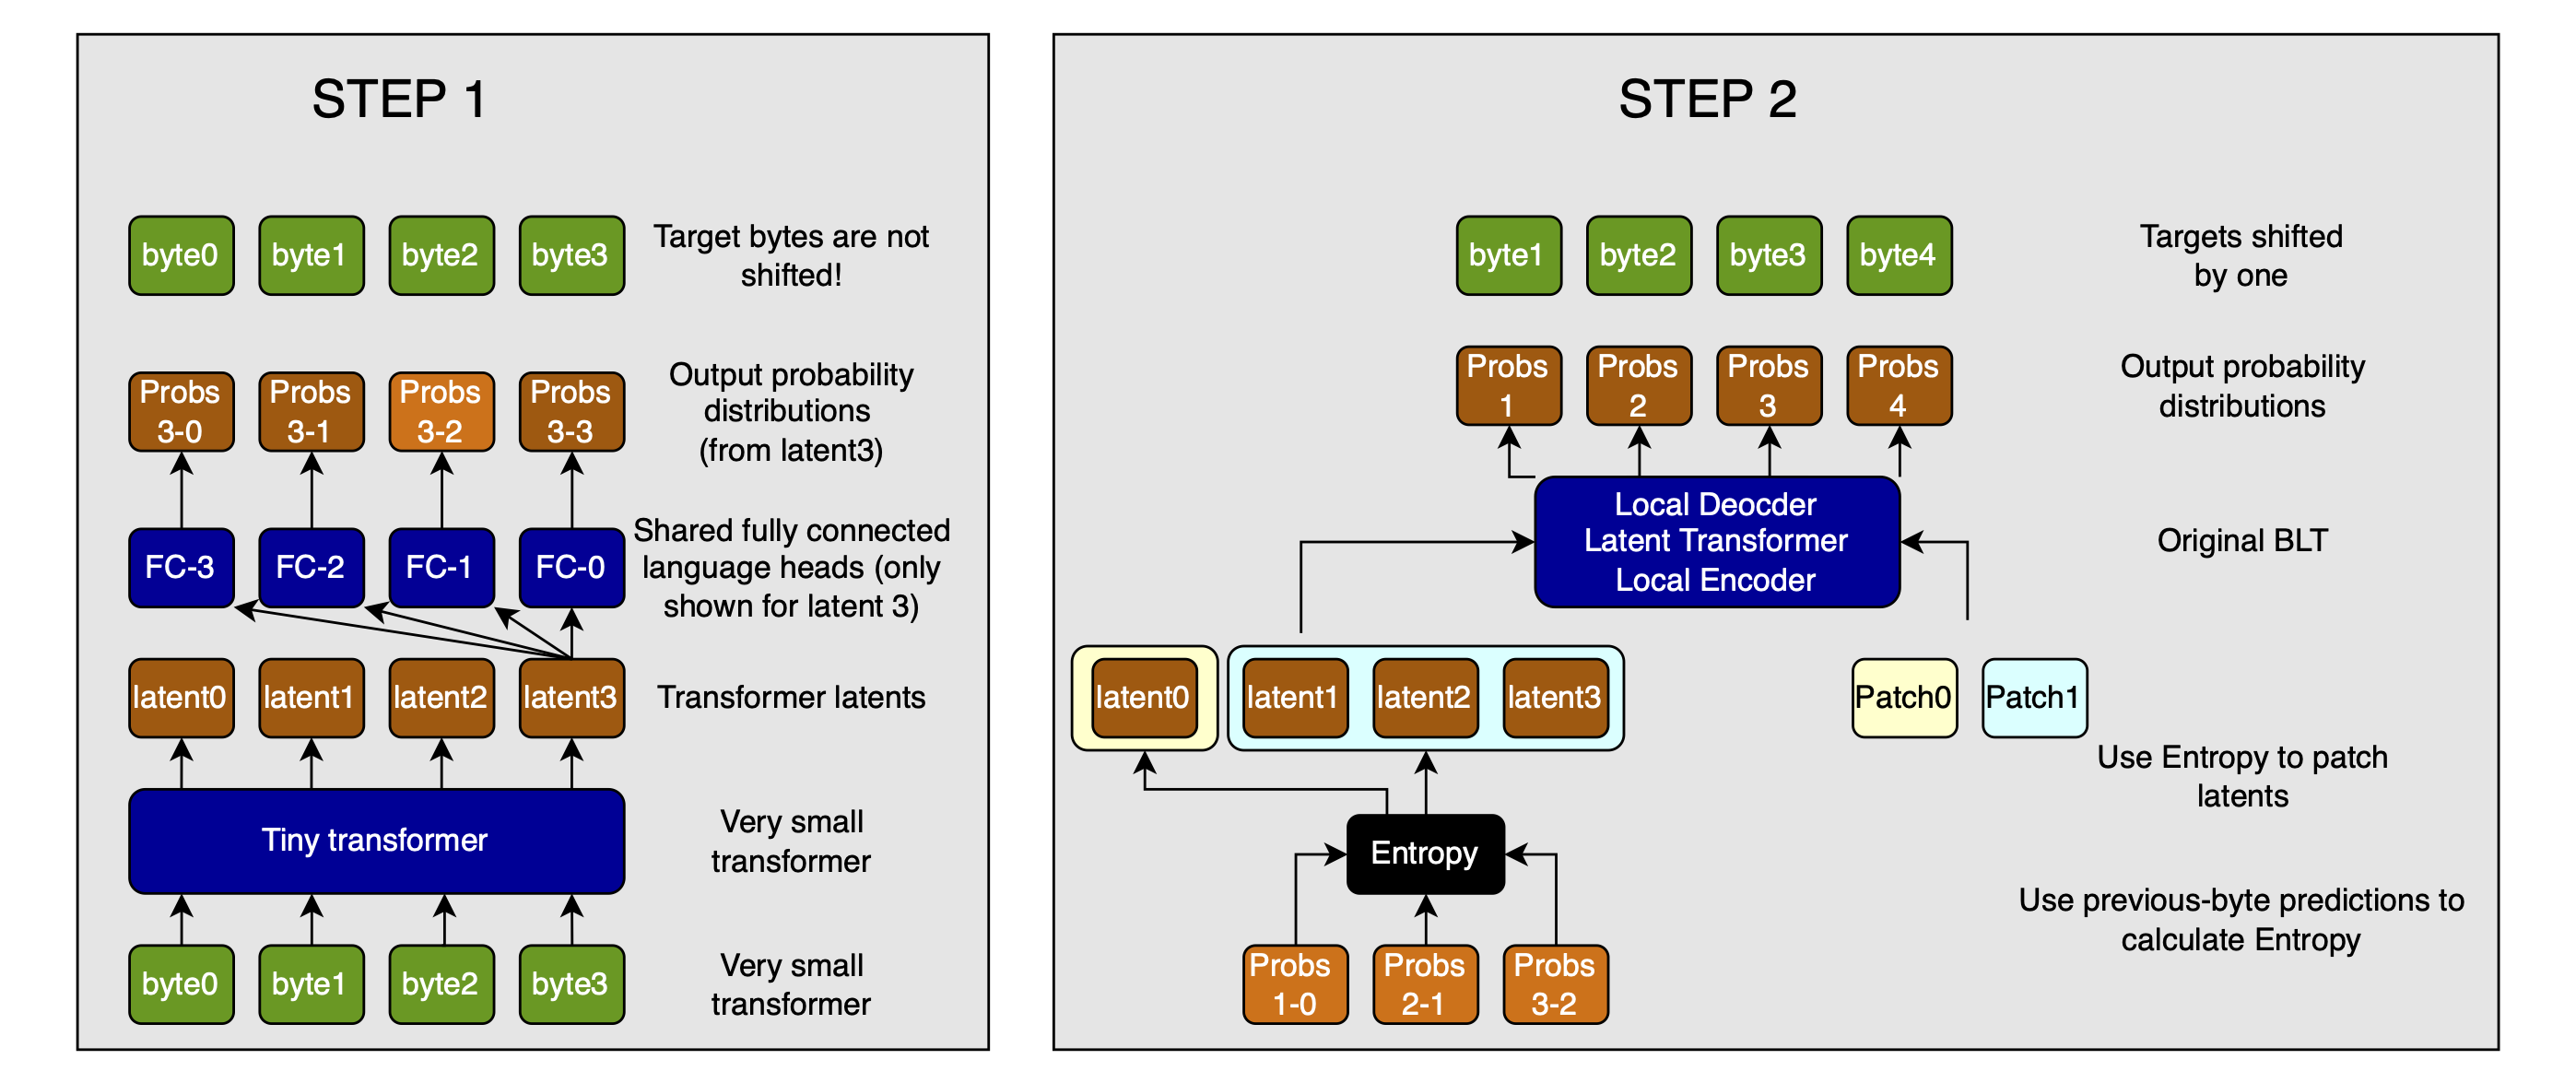 STEP 1
byte0
byte1
byte2
byte3
Target bytes are not
shifted!
Probs
3-0
Probs
3-1
Probs
3-2
Probs
3-3
Output probability
distributions
(from latent3)
FC-3
FC-2
FC-1
FC-0
Shared fully connected
language heads (only
shown for latent 3)
latent0
latent1
latent2
latent3
Transformer latents
Tiny transformer
Very small
transformer
byte0
byte1
byte2
byte3
Very small
transformer
STEP 2
byte1
byte2
byte3
byte4
Targets shifted
by one
Probs
1
Probs
2
Probs
3
Probs
4
Output probability
distributions
Local Deocder
Latent Transformer
Local Encoder
Original BLT
latent0
latent1
latent2
latent3
Patch0
Patch1
Use Entropy to patch
latents
Entropy
Use previous-byte predictions to
calculate Entropy
Probs
1-0
Probs
2-1
Probs
3-2